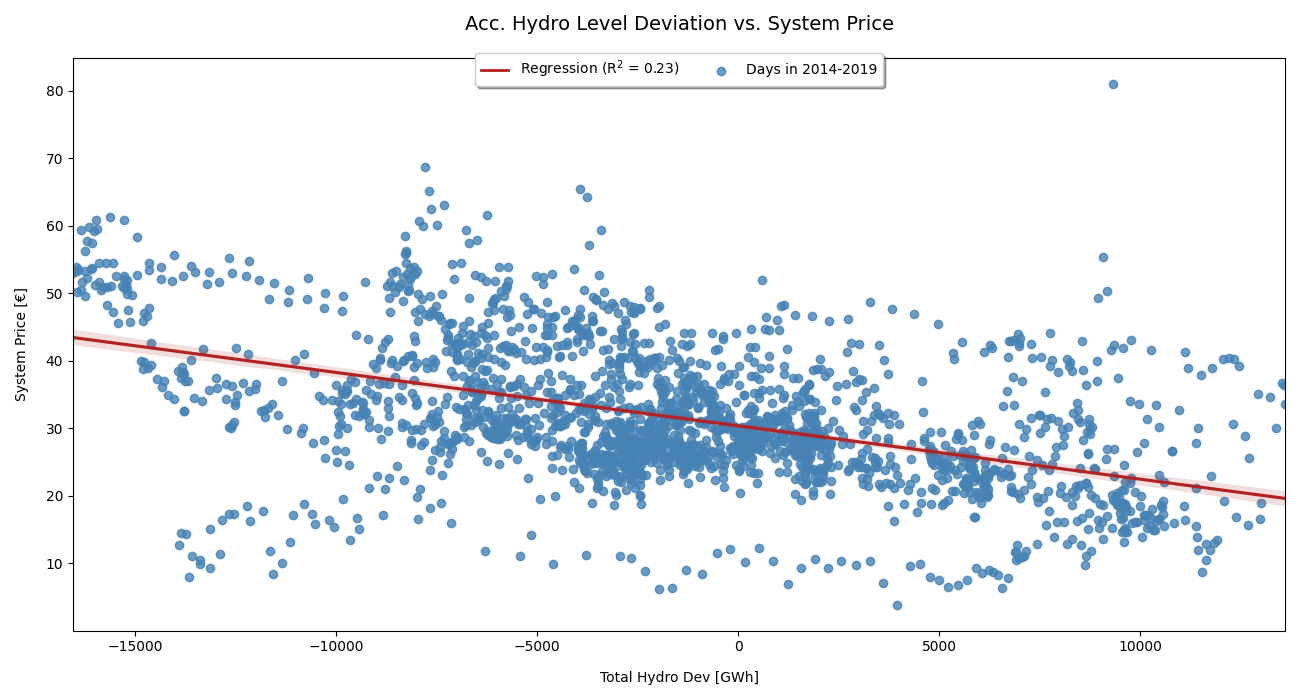 Acc. Hydro Level Deviation vs. System Price
Regression (R² = 0.23)
Days in 2014-2019
80
70
60
50
40
30
20
10
System Price [€]
−15000
−10000
−5000
0
5000
10000
Total Hydro Dev [GWh]